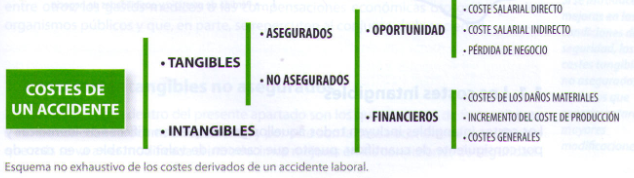 COSTES DE
UN ACCIDENTE
• TANGIBLES
• INTANGIBLES
• ASEGURADOS
• NO ASEGURADOS
• OPORTUNIDAD
• FINANCIEROS
• COSTE SALARIAL DIRECTO
• COSTE SALARIAL INDIRECTO
• PÉRDIDA DE NEGOCIO
• COSTES DE LOS DAÑOS MATERIALES
• INCREMENTO DEL COSTE DE PRODUCCIÓN
• COSTES GENERALES
Esquema no exhaustivo de los costes derivados de un accidente laboral.